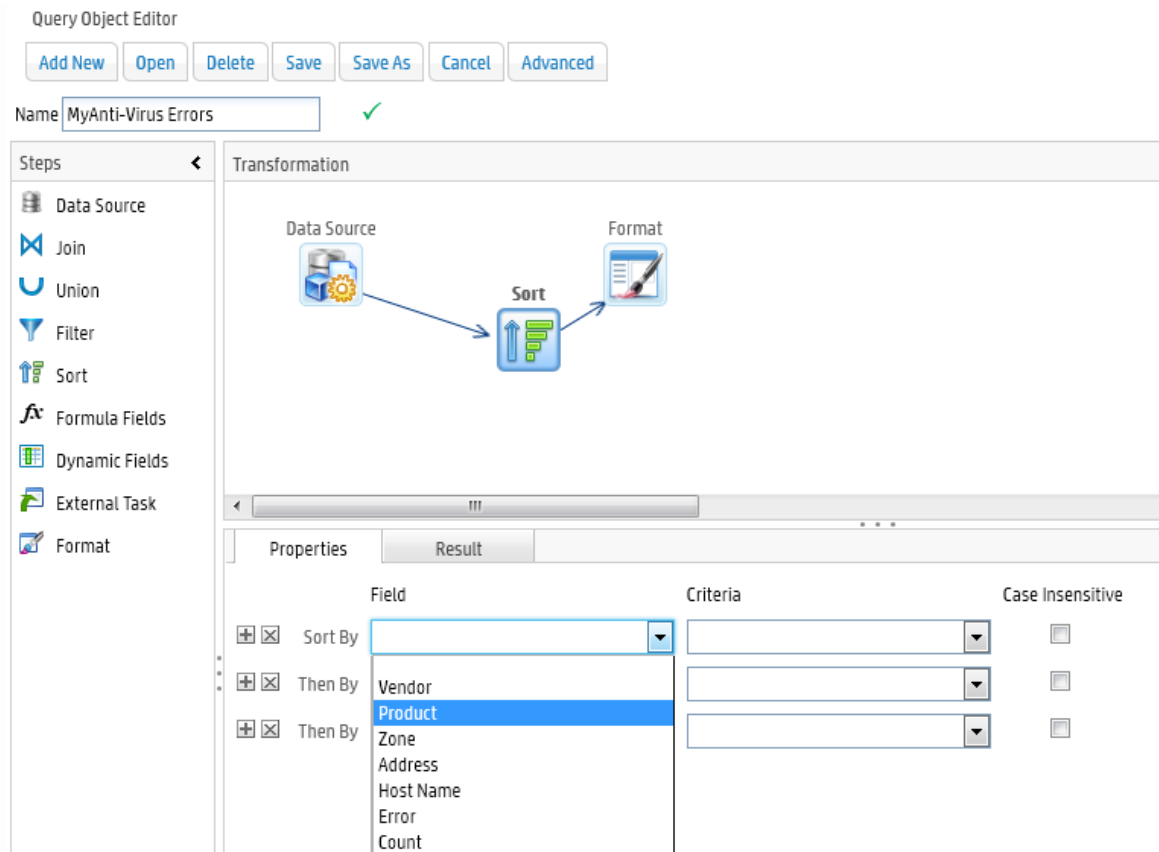 Query Object Editor
Add New Open Delete Save Save As Cancel Advanced
Name MyAnti-Virus Errors
Steps
Data Source
Join
Union
Filter
Sort
fx Formula Fields
Dynamic Fields
External Task
Format
Transformation
Data Source
Sort
Format
Properties Result
Field Criteria Case Insensitive
Sort By
Then By
Then By
Vendor
Product
Zone
Address
Host Name
Error
Count